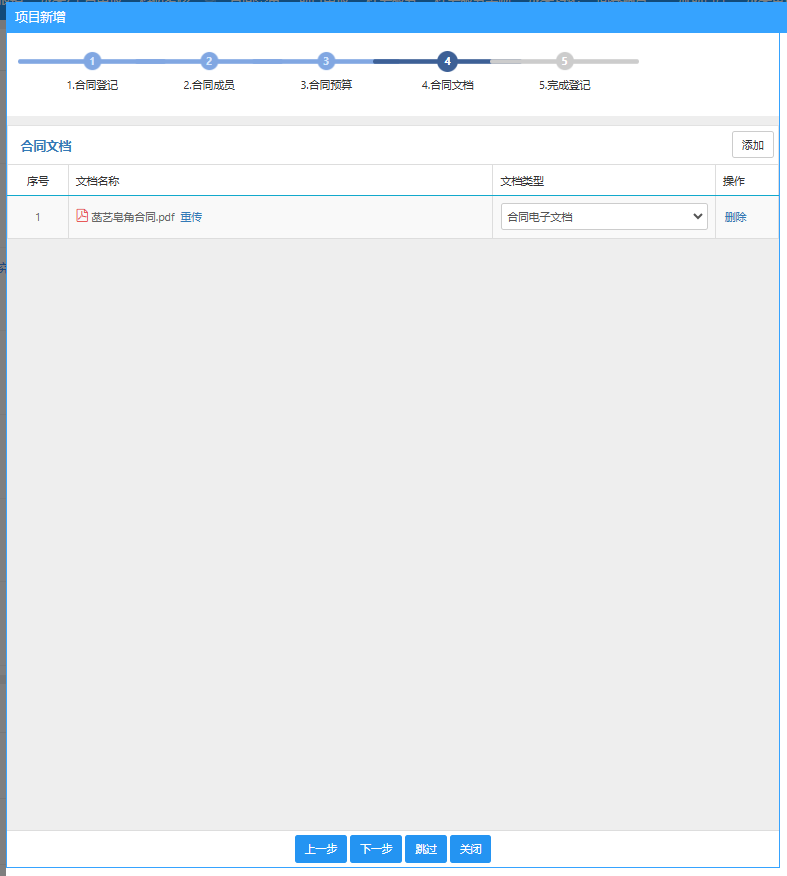 项目新增
1 2 3 4 5
1.合同登记 2.合同成员 3.合同预算 4.合同文档 5.完成登记
合同文档 添加
序号 文档名称 文档类型 操作
1 菡艺皂角合同.pdf 重传 合同电子文档 删除
上一步 下一步 跳过 关闭